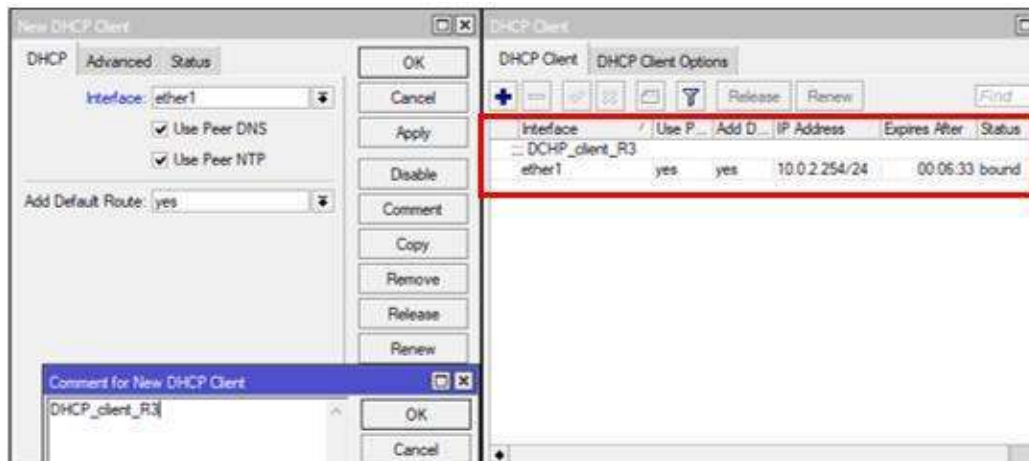 New DHCP Client
DHCP Advanced Status
Interface: ether1
Use Peer DNS
Use Peer NTP
Add Default Route: yes
OK
Cancel
Apply
Disable
Comment
Copy
Remove
Release
Renew
Comment for New DHCP Client
DHCP_client_R3
OK
Cancel
DHCP Client
DHCP Client DHCP Client Options
Release Renew Find
Interface / Use P... Add D... IP Address Expires After Status
::: DCHP_client_R3
ether1 yes yes 10.0.2.254/24 00:06:33 bound